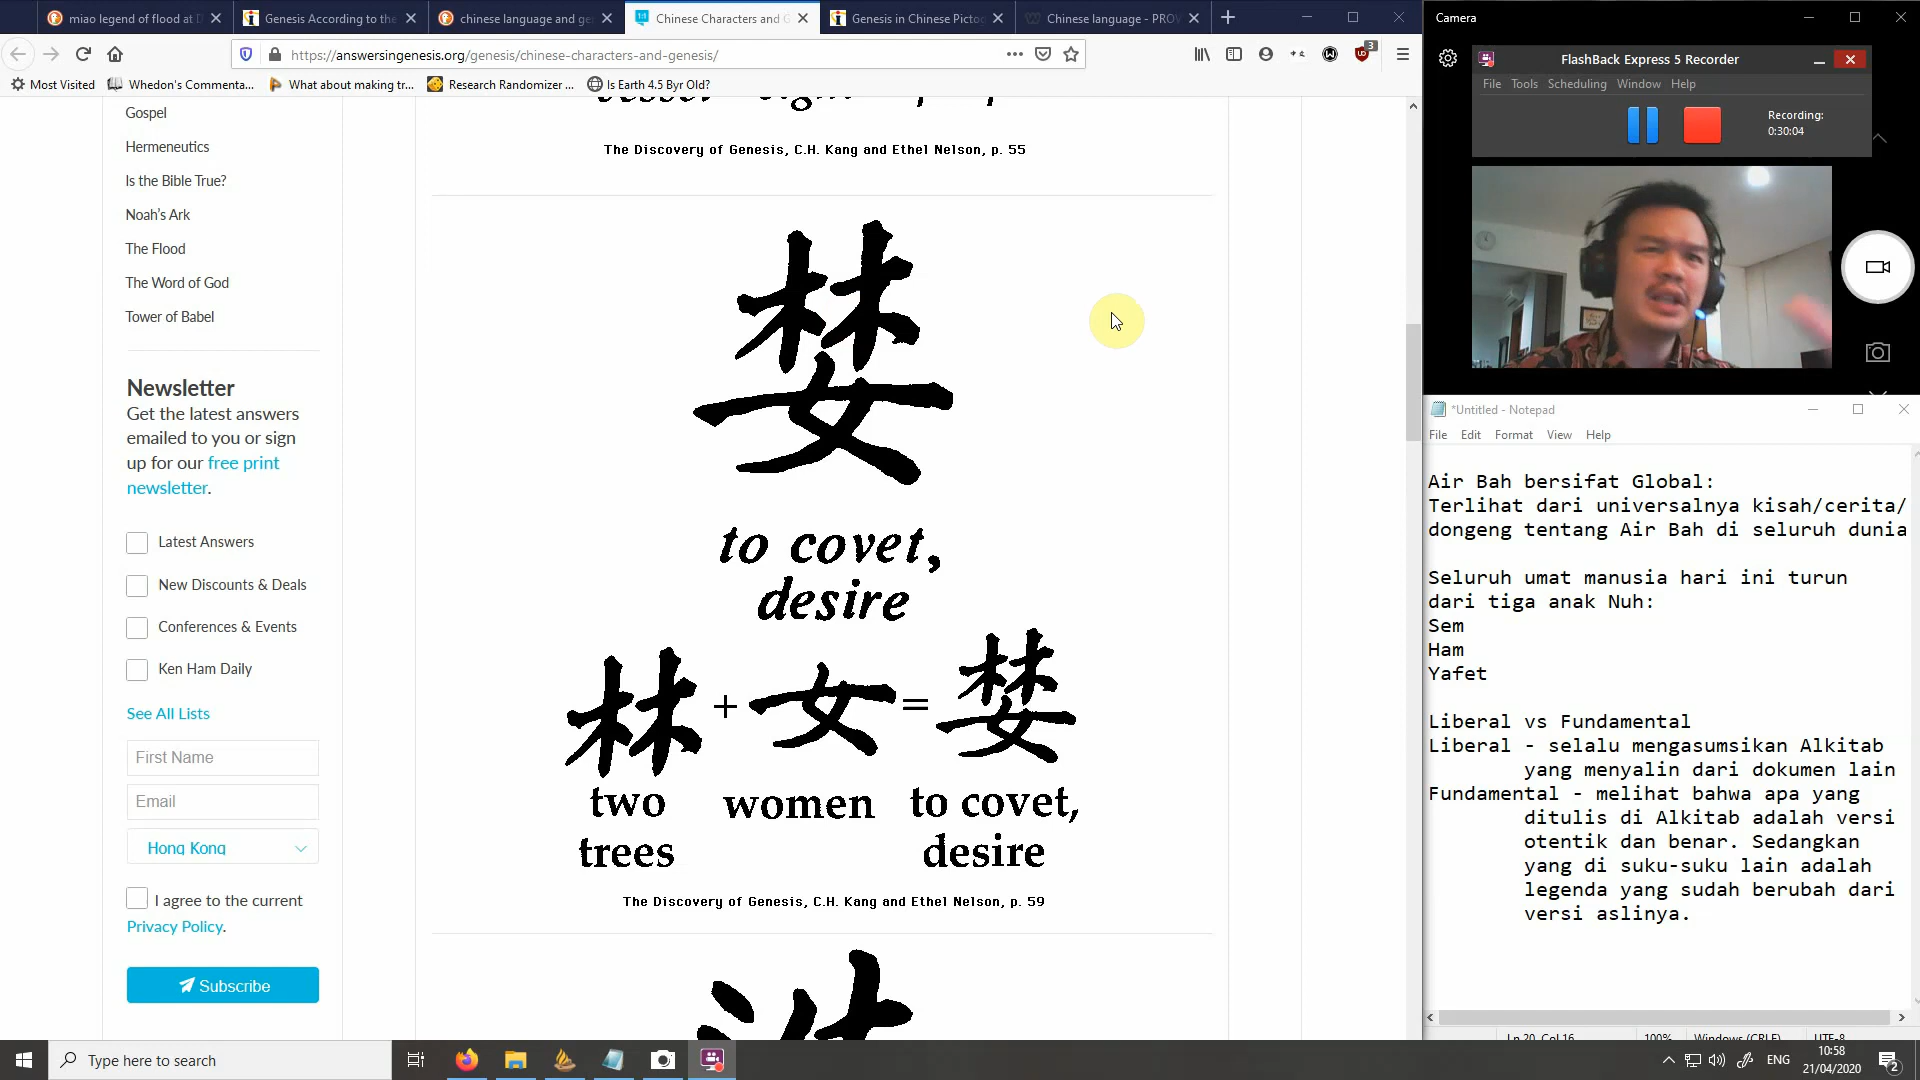 miao legend of flood at D
Genesis According to the
chinese language and ge
Chinese Characters and G
Genesis in Chinese Pictog
Chinese language - PROV
https://answersingenesis.org/genesis/chinese-characters-and-genesis/
3
Most Visited
Whedon's Commenta...
What about making tr...
Research Randomizer ...
Is Earth 4.5 Byr Old?
Gospel
Hermeneutics
Is the Bible True?
Noah's Ark
The Flood
The Word of God
Tower of Babel
Newsletter
Get the latest answers
emailed to you or sign
up for our free print
newsletter.
Latest Answers
New Discounts & Deals
Conferences & Events
Ken Ham Daily
See All Lists
First Name
Email
Hong Kong
I agree to the current
Privacy Policy.
Subscribe
The Discovery of Genesis, C.H. Kang and Ethel Nelson, p. 55
婪
to covet,
desire
林 + 女 = 婪
two women to covet,
trees desire
The Discovery of Genesis, C.H. Kang and Ethel Nelson, p. 59
Camera
FlashBack Express 5 Recorder
File Tools Scheduling Window Help
Recording:
0:30:04
*Untitled - Notepad
File Edit Format View Help
Air Bah bersifat Global:
Terlihat dari universalnya kisah/cerita/
dongeng tentang Air Bah di seluruh dunia
Seluruh umat manusia hari ini turun
dari tiga anak Nuh:
Sem
Ham
Yafet
Liberal vs Fundamental
Liberal - selalu mengasumsikan Alkitab
yang menyalin dari dokumen lain
Fundamental - melihat bahwa apa yang
ditulis di Alkitab adalah versi
otentik dan benar. Sedangkan
yang di suku-suku lain adalah
legenda yang sudah berubah dari
versi aslinya.
Ln 20, Col 16 100% Windows (CRLF) UTF-8
Type here to search
ENG
10:58
21/04/2020
2